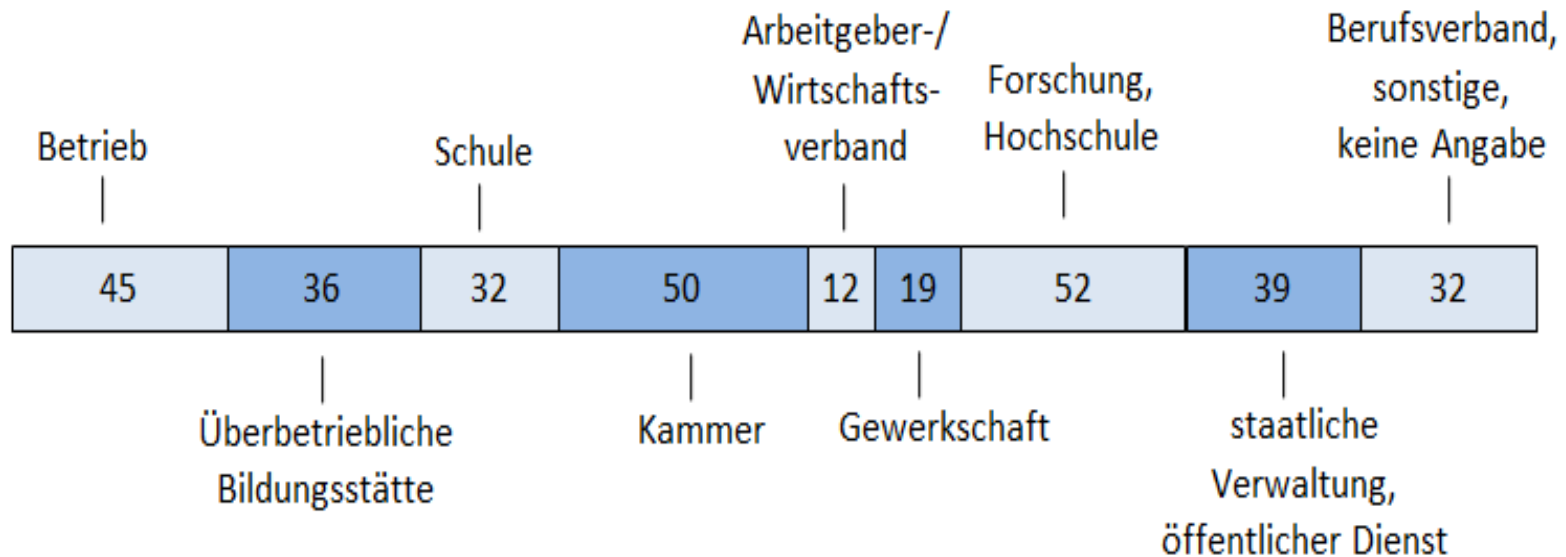 Betrieb
Schule
Arbeitgeber-/
Wirtschafts-
verband
Forschung,
Hochschule
Berufsverband,
sonstige,
keine Angabe
45 36 32 50 12 19 52 39 32
Überbetriebliche
Bildungsstätte
Kammer
Gewerkschaft
staatliche
Verwaltung,
öffentlicher Dienst